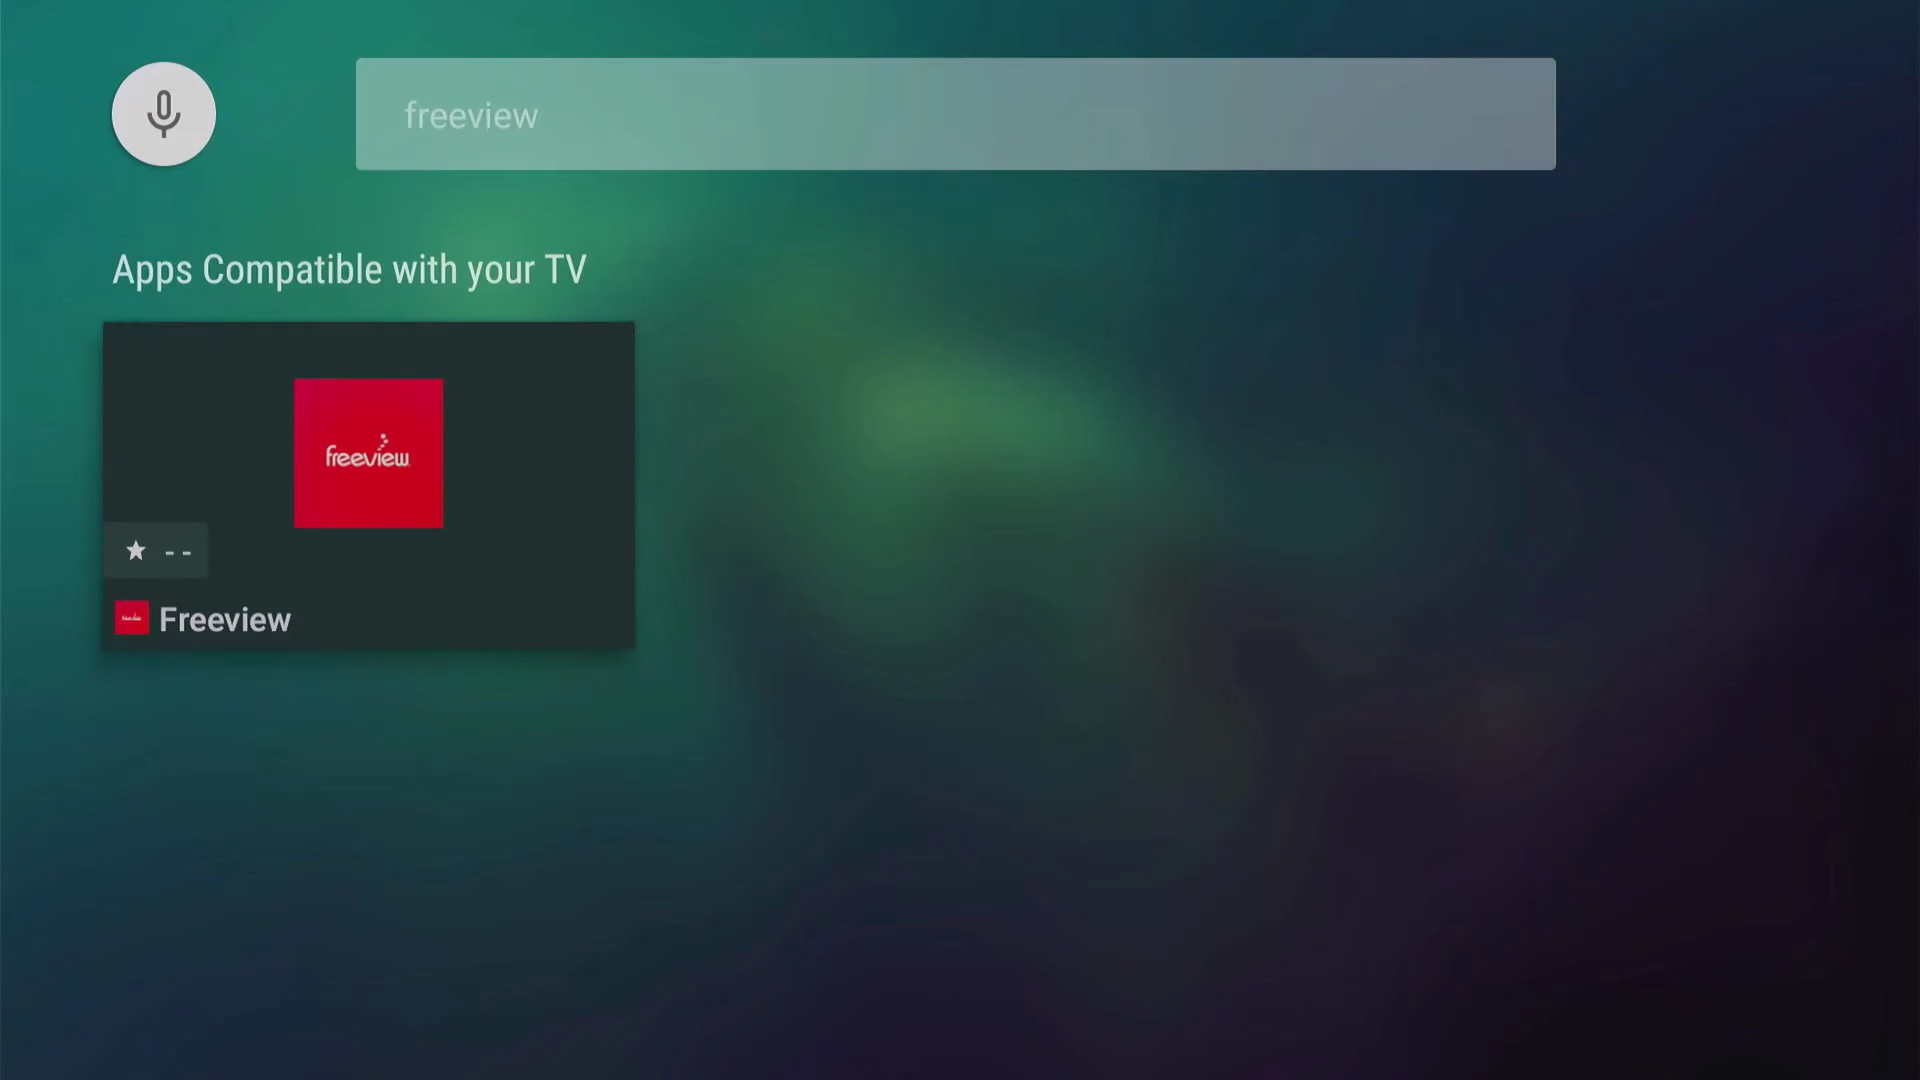 freeview
Apps Compatible with your TV
freeview
★ - -
Freeview